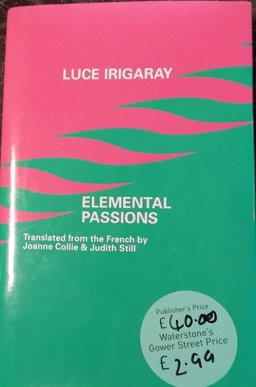 LUCE IRIGARAY
ELEMENTAL
PASSIONS
Translated from the French by
Joanne Collie & Judith Still
Publisher's Price
£40.00
Waterstone's
Gower Street Price
£2.99